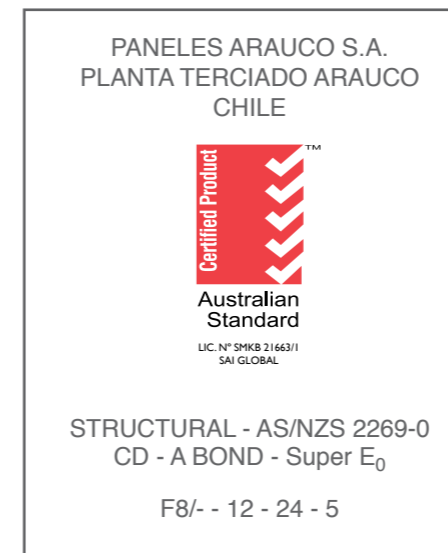 PANELES ARAUCO S.A.
PLANTA TERCIADO ARAUCO
CHILE
Certified Product
TM
Australian
Standard
LIC. Nº SMKB 21663/1
SAI GLOBAL
STRUCTURAL - AS/NZS 2269-0
CD - A BOND - Super E₀
F8/- - 12 - 24 - 5